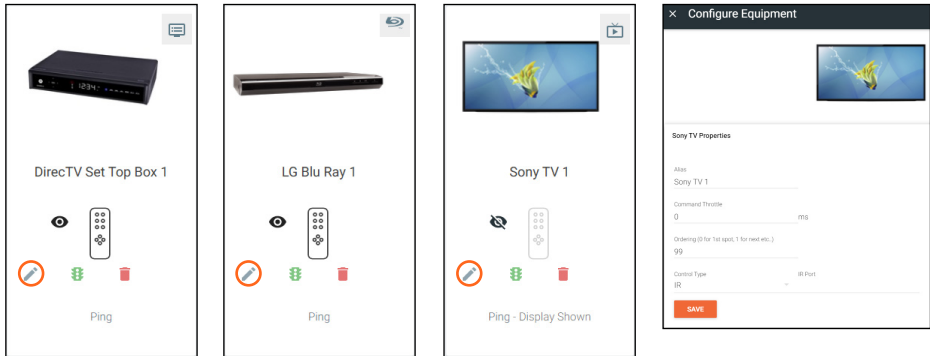 DirecTV Set Top Box 1
Ping
LG Blu Ray 1
Ping
Sony TV 1
Ping - Display Shown
× Configure Equipment
Sony TV Properties
Alias
Sony TV 1
Command Throttle
0 ms
Ordering (0 for 1st spot, 1 for next etc..)
99
Control Type IR Port
IR
SAVE